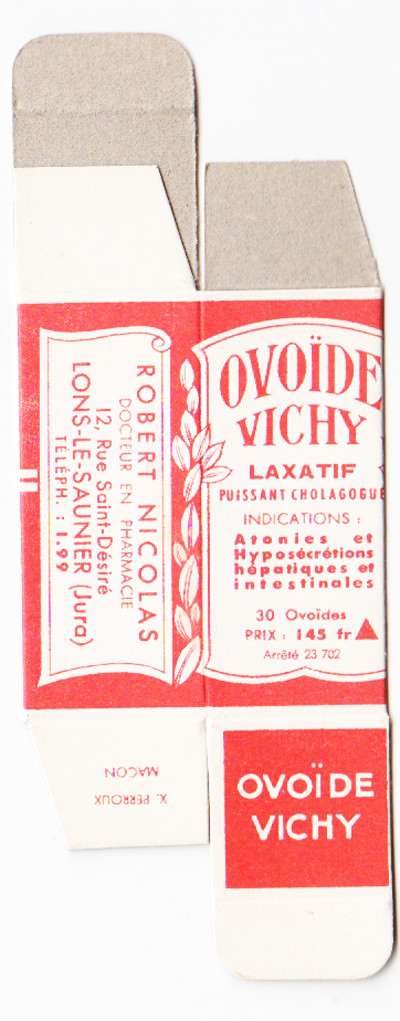 OVOÏDE
VICHY
LAXATIF
PUISSANT CHOLAGOGUE
INDICATIONS :
Atonies et
Hyposécrétions
hépatiques et
intestinales
30 Ovoïdes
PRIX : 145 fr
Arrêté 23 702
ROBERT NICOLAS
DOCTEUR EN PHARMACIE
12, Rue Saint-Désiré
LONS-LE-SAUNIER (Jura)
TÉLÉPH. : 1.99
X. PERROUX
MACON
OVOÏDE
VICHY